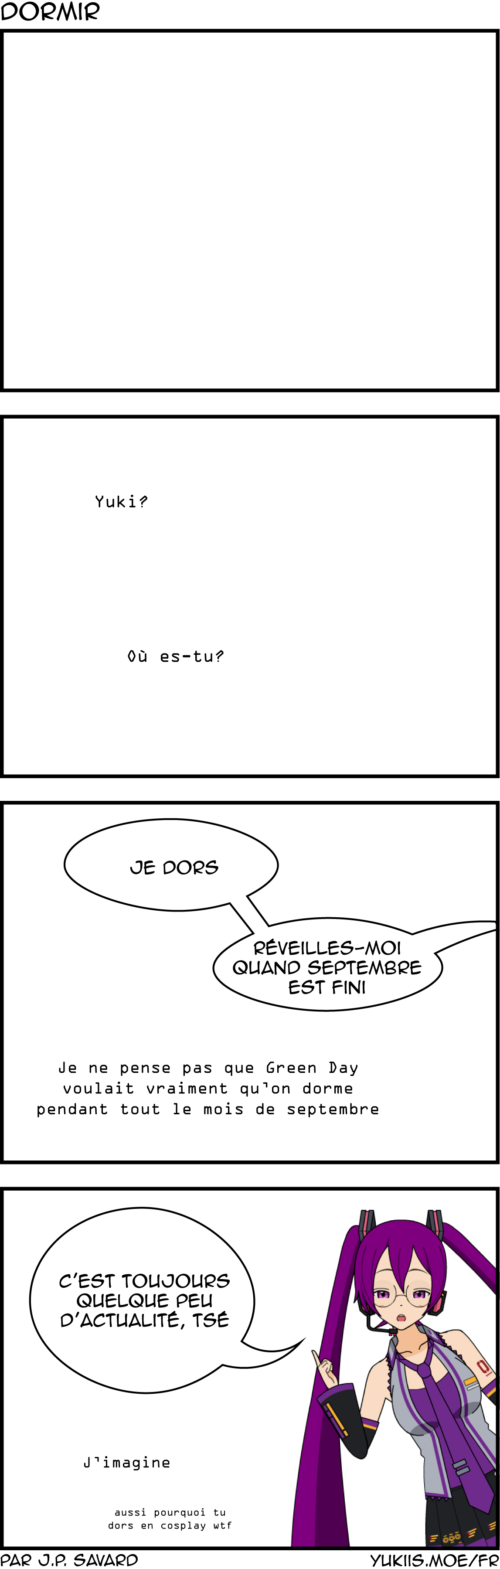 DORMIR
Yuki?
Où es-tu?
JE DORS
RÉVEILLES-MOI
QUAND SEPTEMBRE
EST FINI
Je ne pense pas que Green Day
voulait vraiment qu'on dorme
pendant tout le mois de septembre
C'EST TOUJOURS
QUELQUE PEU
D'ACTUALITÉ, TSÉ
J'imagine
aussi pourquoi tu
dors en cosplay wtf
PAR J.P. SAVARD
YUKIIS.MOE/FR